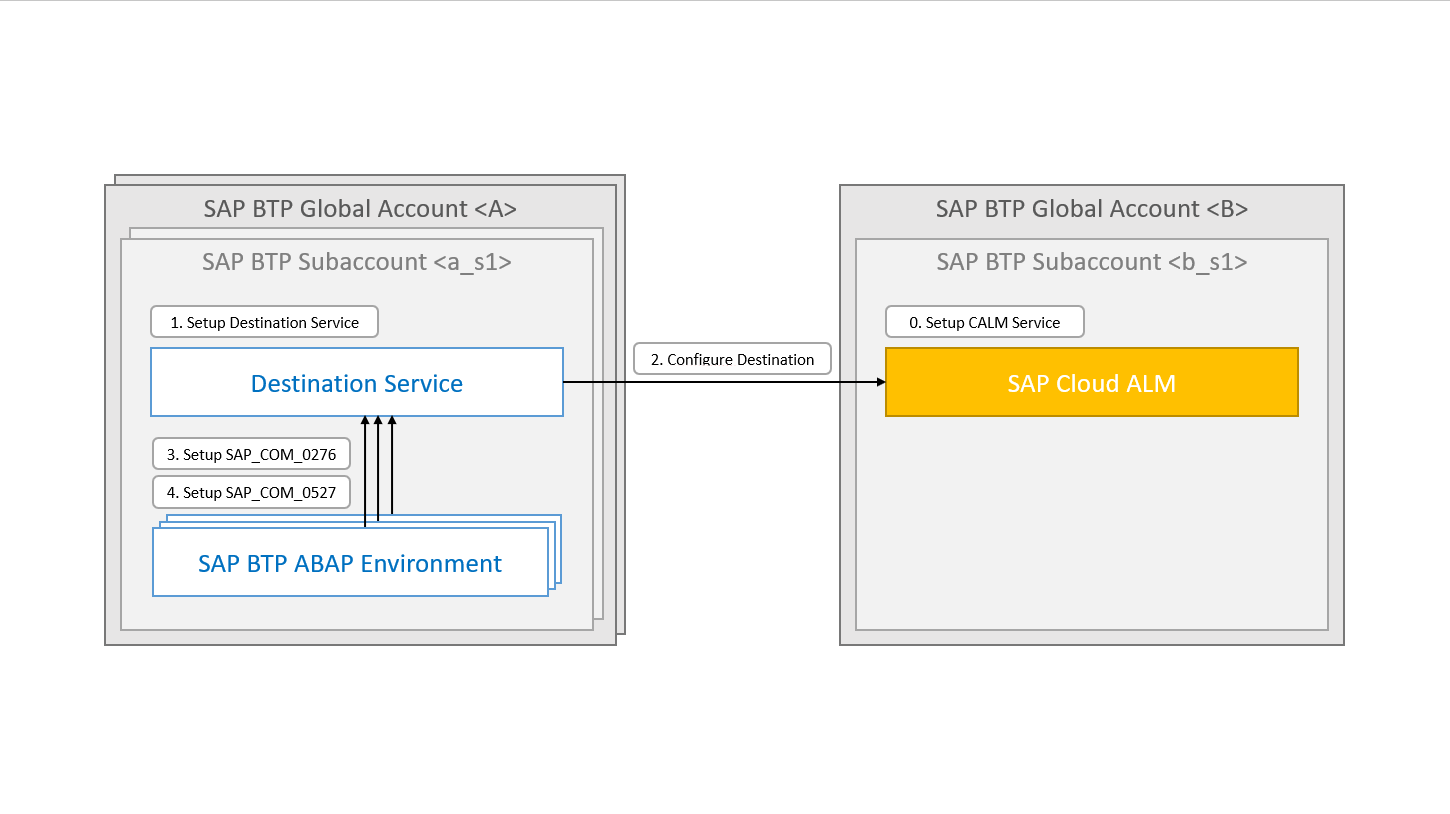 SAP BTP Global Account <A>
SAP BTP Subaccount <a_s1>
1. Setup Destination Service
Destination Service
3. Setup SAP_COM_0276
4. Setup SAP_COM_0527
SAP BTP ABAP Environment
2. Configure Destination
SAP BTP Global Account <B>
SAP BTP Subaccount <b_s1>
0. Setup CALM Service
SAP Cloud ALM